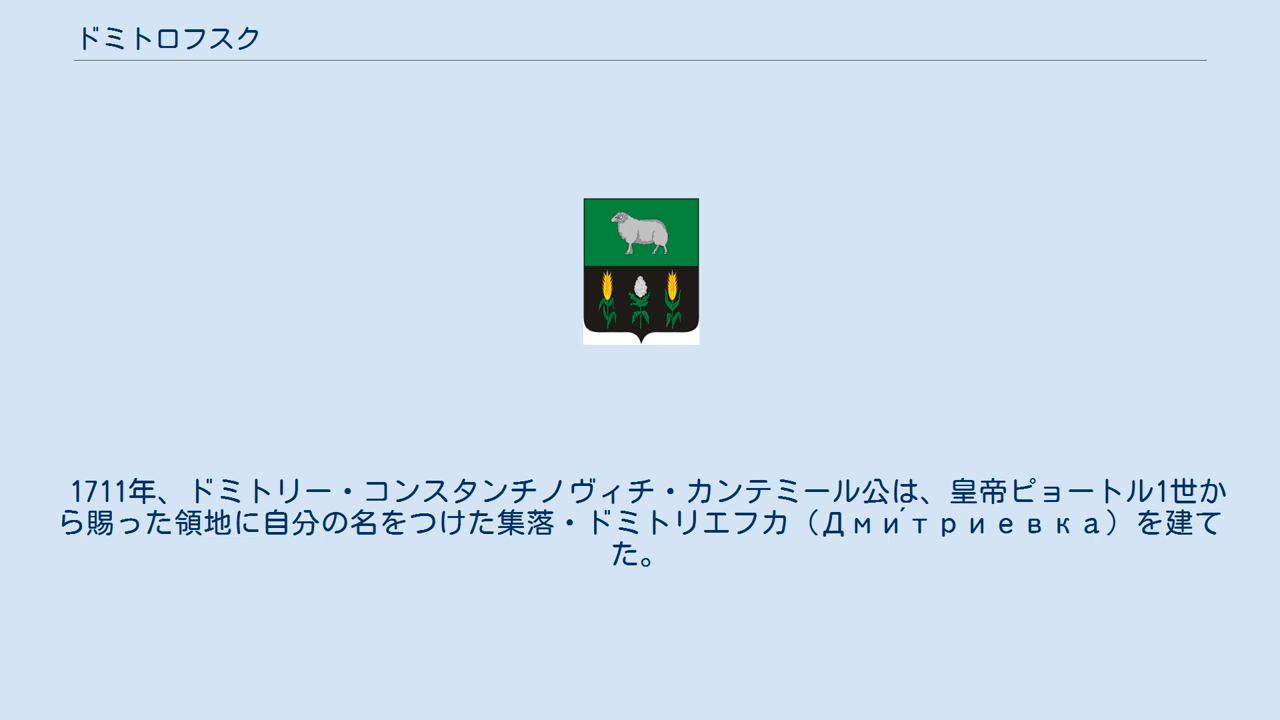 ドミトロフスク
1711年、ドミトリー・コンスタンチノヴィチ・カンテミール公は、皇帝ピョートル1世か
ら賜った領地に自分の名をつけた集落・ドミトリエフカ（Дми́триевка）を建て
た。